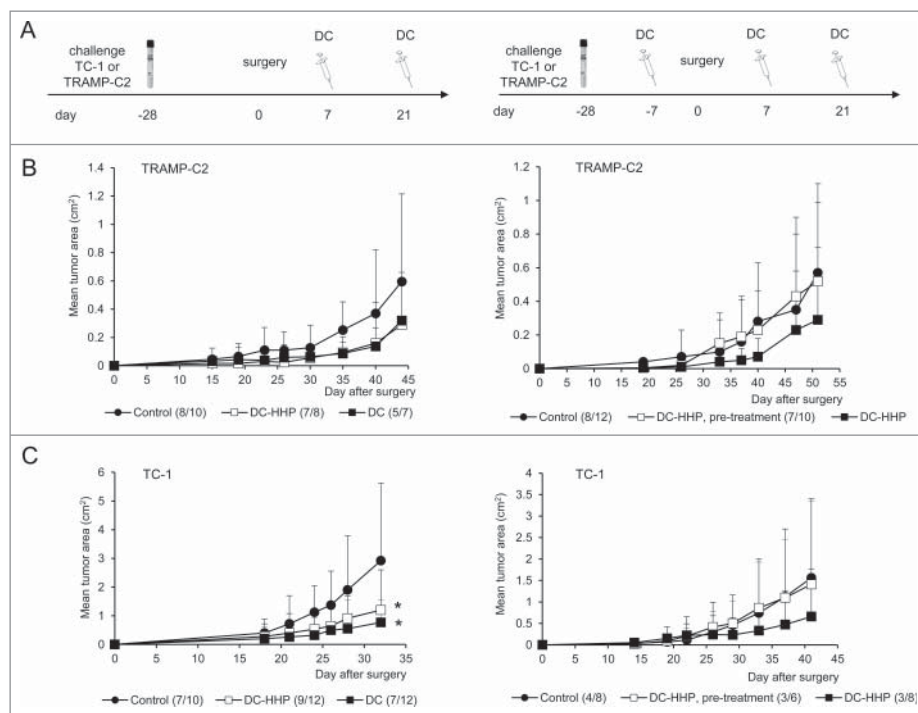 A
challenge
TC-1 or
TRAMP-C2
surgery
DC
DC
day
-28
0
7
21
challenge
TC-1 or
TRAMP-C2
DC
surgery
DC
DC
day
-28
-7
0
7
21
B
TRAMP-C2
Mean tumor area (cm²)
1.4
1.2
1
0.8
0.6
0.4
0.2
0
0 5 10 15 20 25 30 35 40 45
Day after surgery
Control (8/10) DC-HHP (7/8) DC (5/7)
TRAMP-C2
Mean tumor area (cm²)
1.4
1.2
1
0.8
0.6
0.4
0.2
0
0 5 10 15 20 25 30 35 40 45 50 55
Day after surgery
Control (8/12) DC-HHP, pre-treatment (7/10) DC-HHP
C
TC-1
Mean tumor area (cm²)
6
5
4
3
2
1
0
0 5 10 15 20 25 30 35
*
*
Day after surgery
Control (7/10) DC-HHP (9/12) DC (7/12)
TC-1
Mean tumor area (cm²)
4
3.5
3
2.5
2
1.5
1
0.5
0
0 5 10 15 20 25 30 35 40 45
Day after surgery
Control (4/8) DC-HHP, pre-treatment (3/6) DC-HHP (3/8)